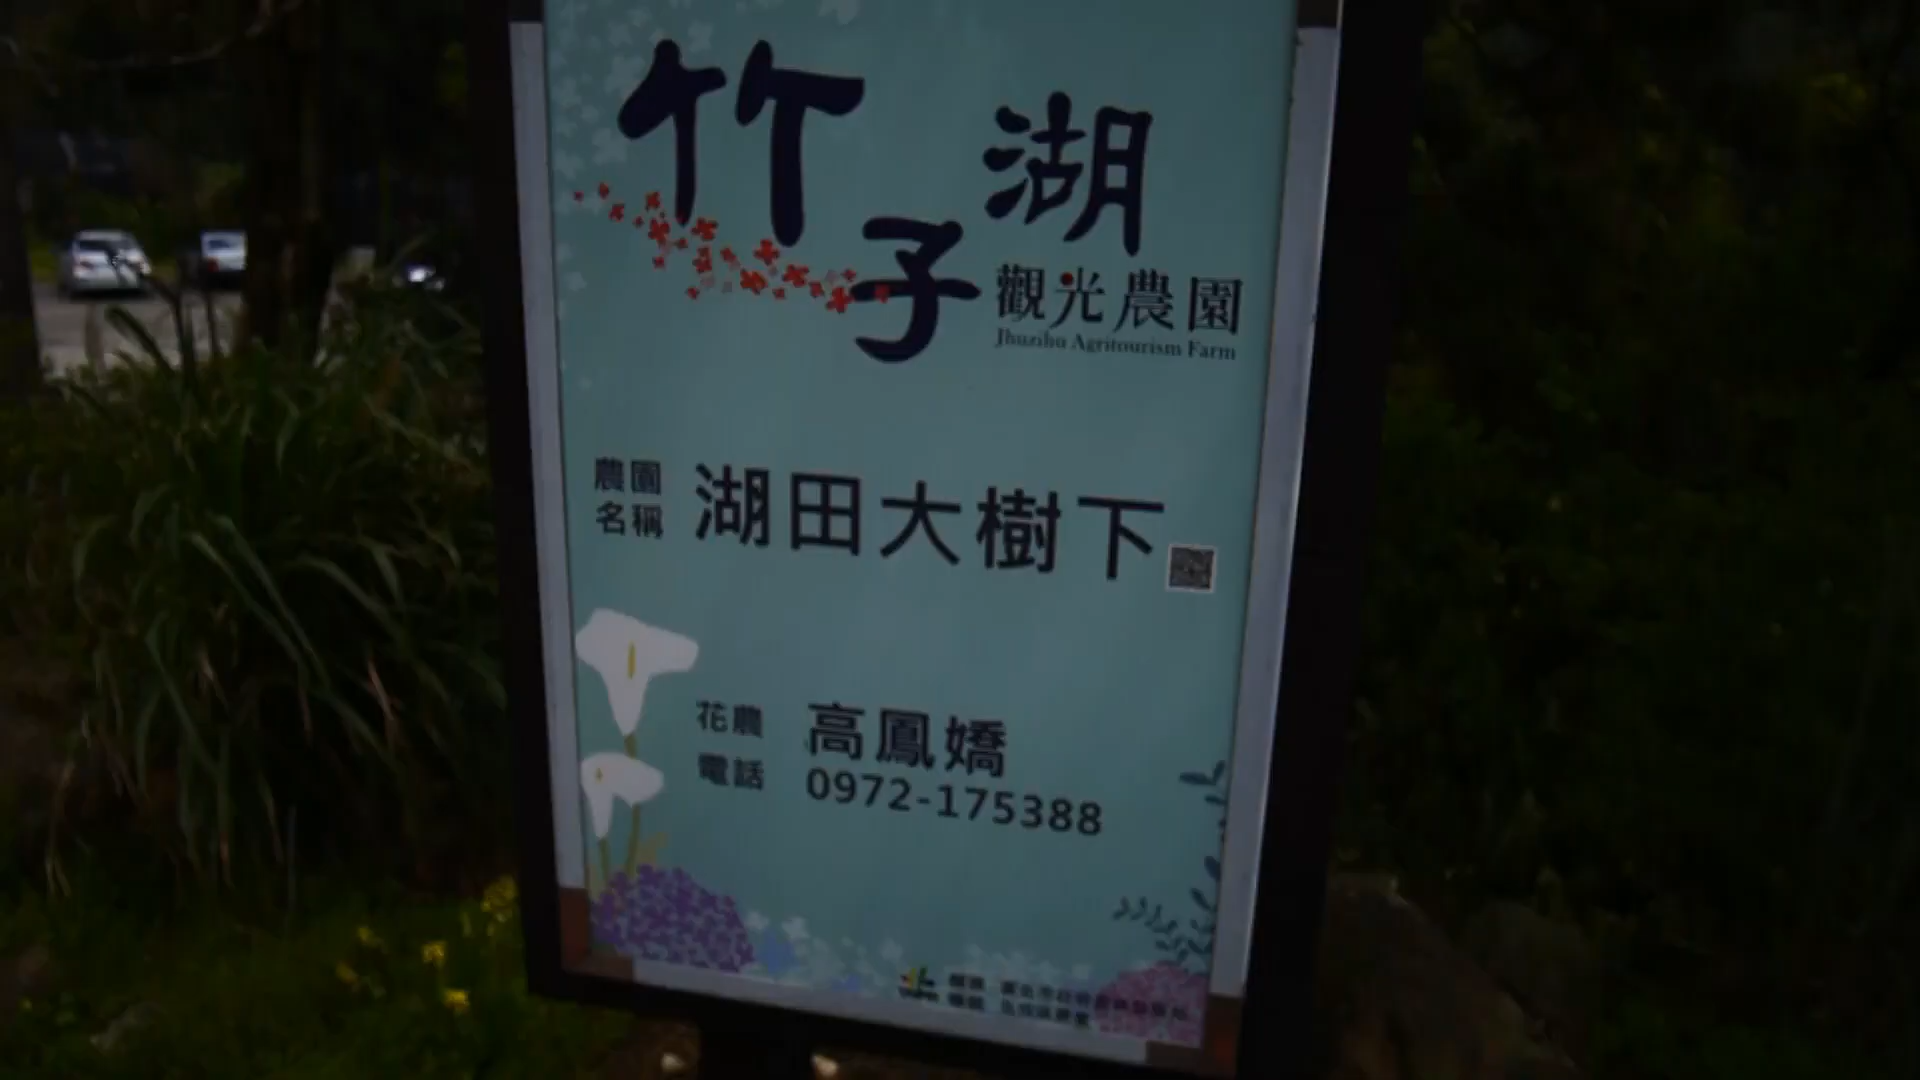 竹子湖
觀光農園
Jhuzihu Agritourism Farm
農園名稱 湖田大樹下
花農 高鳳嬌
電話 0972-175388